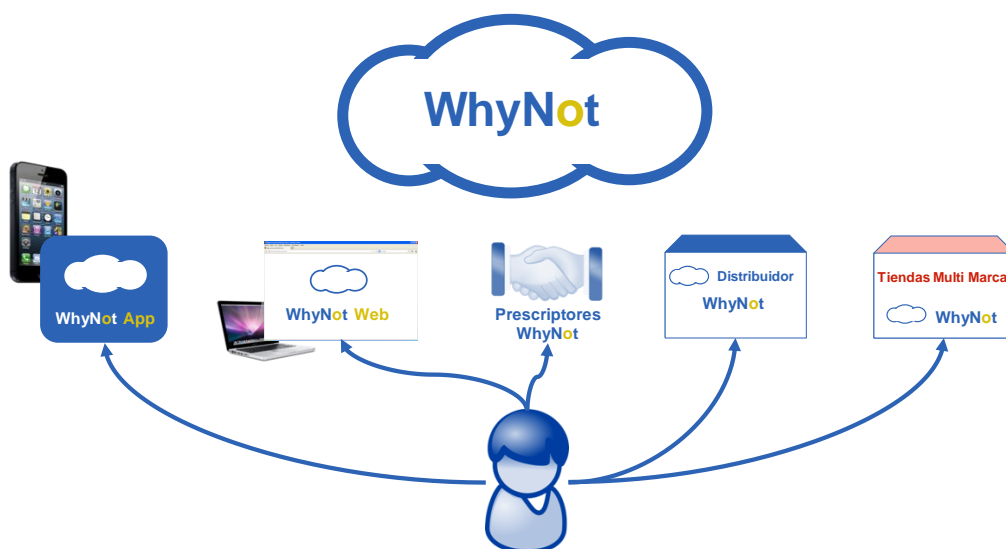 WhyNot
WhyNot App
WhyNot Web
Prescriptores
WhyNot
Distribuidor
WhyNot
Tiendas Multi Marca
WhyNot